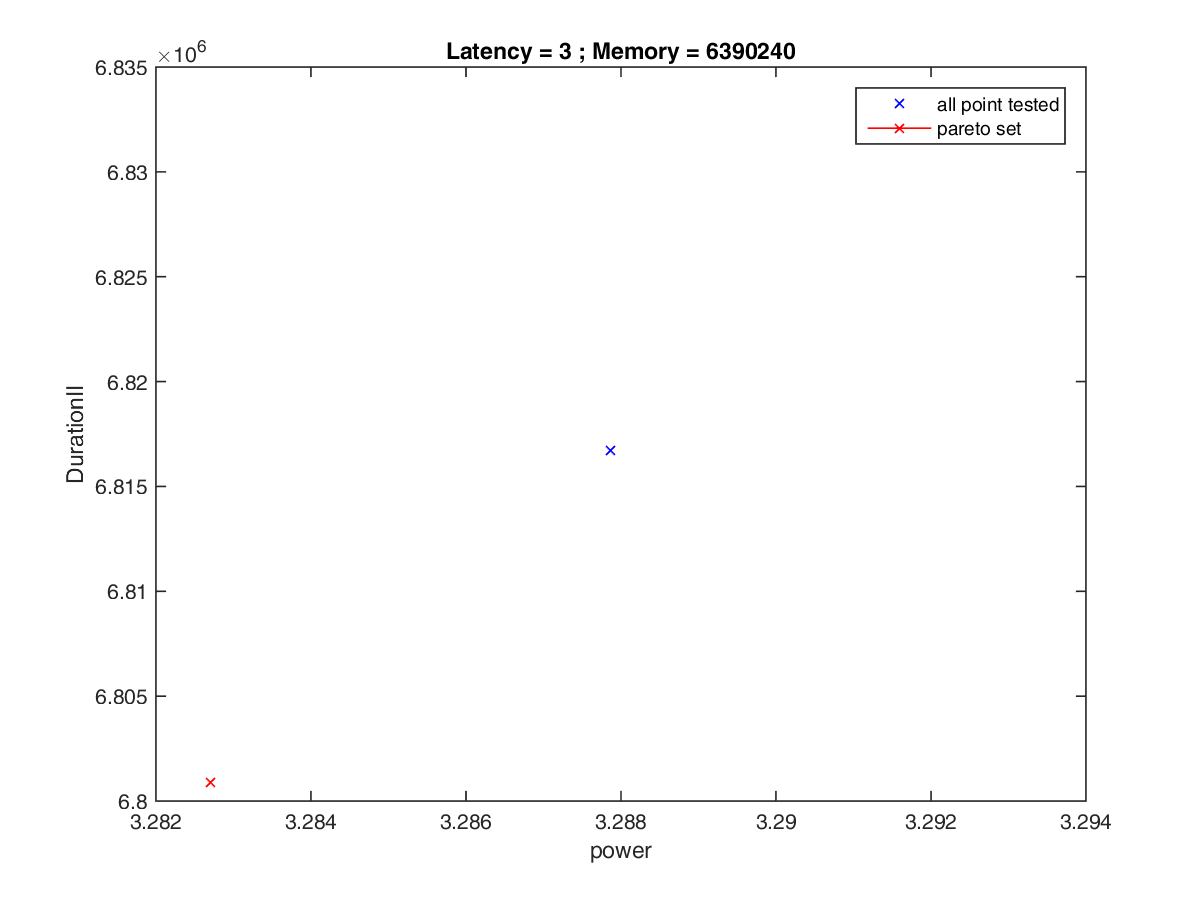 Latency = 3 ; Memory = 6390240
×10^6
all point tested
pareto set
6.835
6.83
6.825
6.82
6.815
6.81
6.805
6.8
DurationII
3.282 3.284 3.286 3.288 3.29 3.292 3.294
power